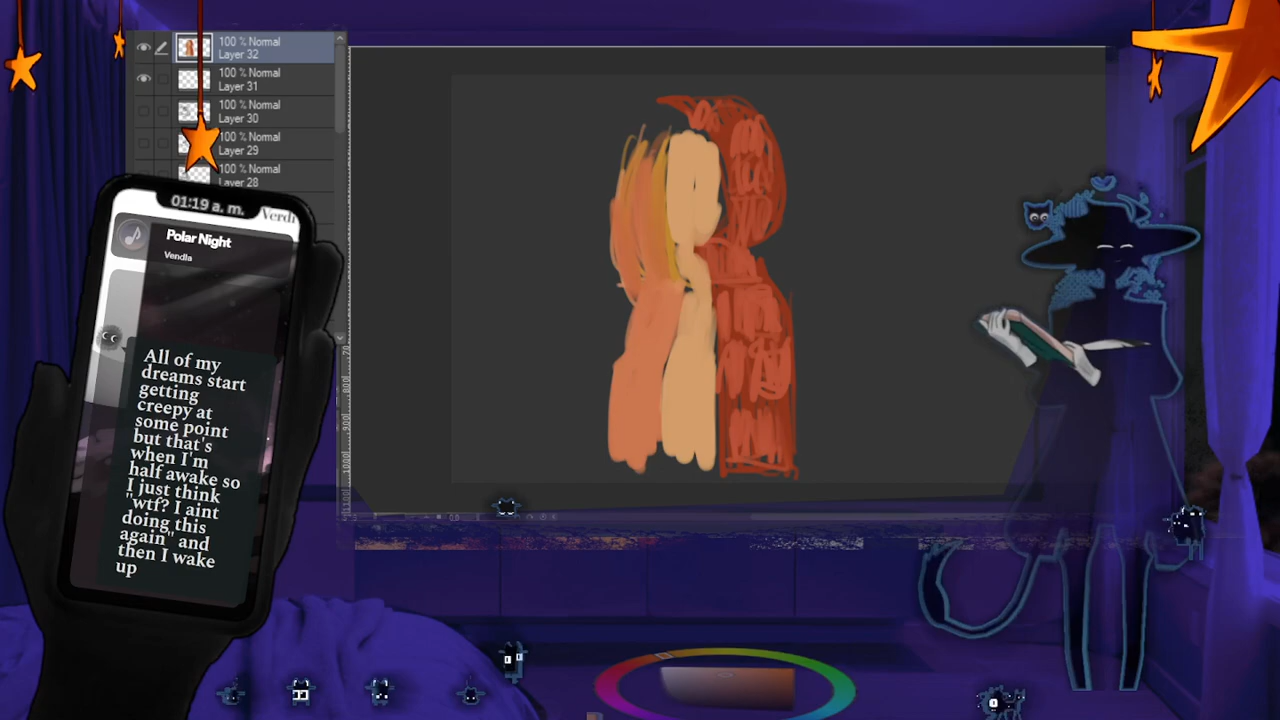 100 % Normal
Layer 32
100 % Normal
Layer 31
100 % Normal
Layer 30
100 % Normal
Layer 29
100 % Normal
Layer 28
01:19 a. m.
Verdi
Polar Night
Vendla
All of my
dreams start
getting
creepy at
some point
but that's
when I'm
half awake so
I just think
"wtf? I aint
doing this
again" and
then I wake
up